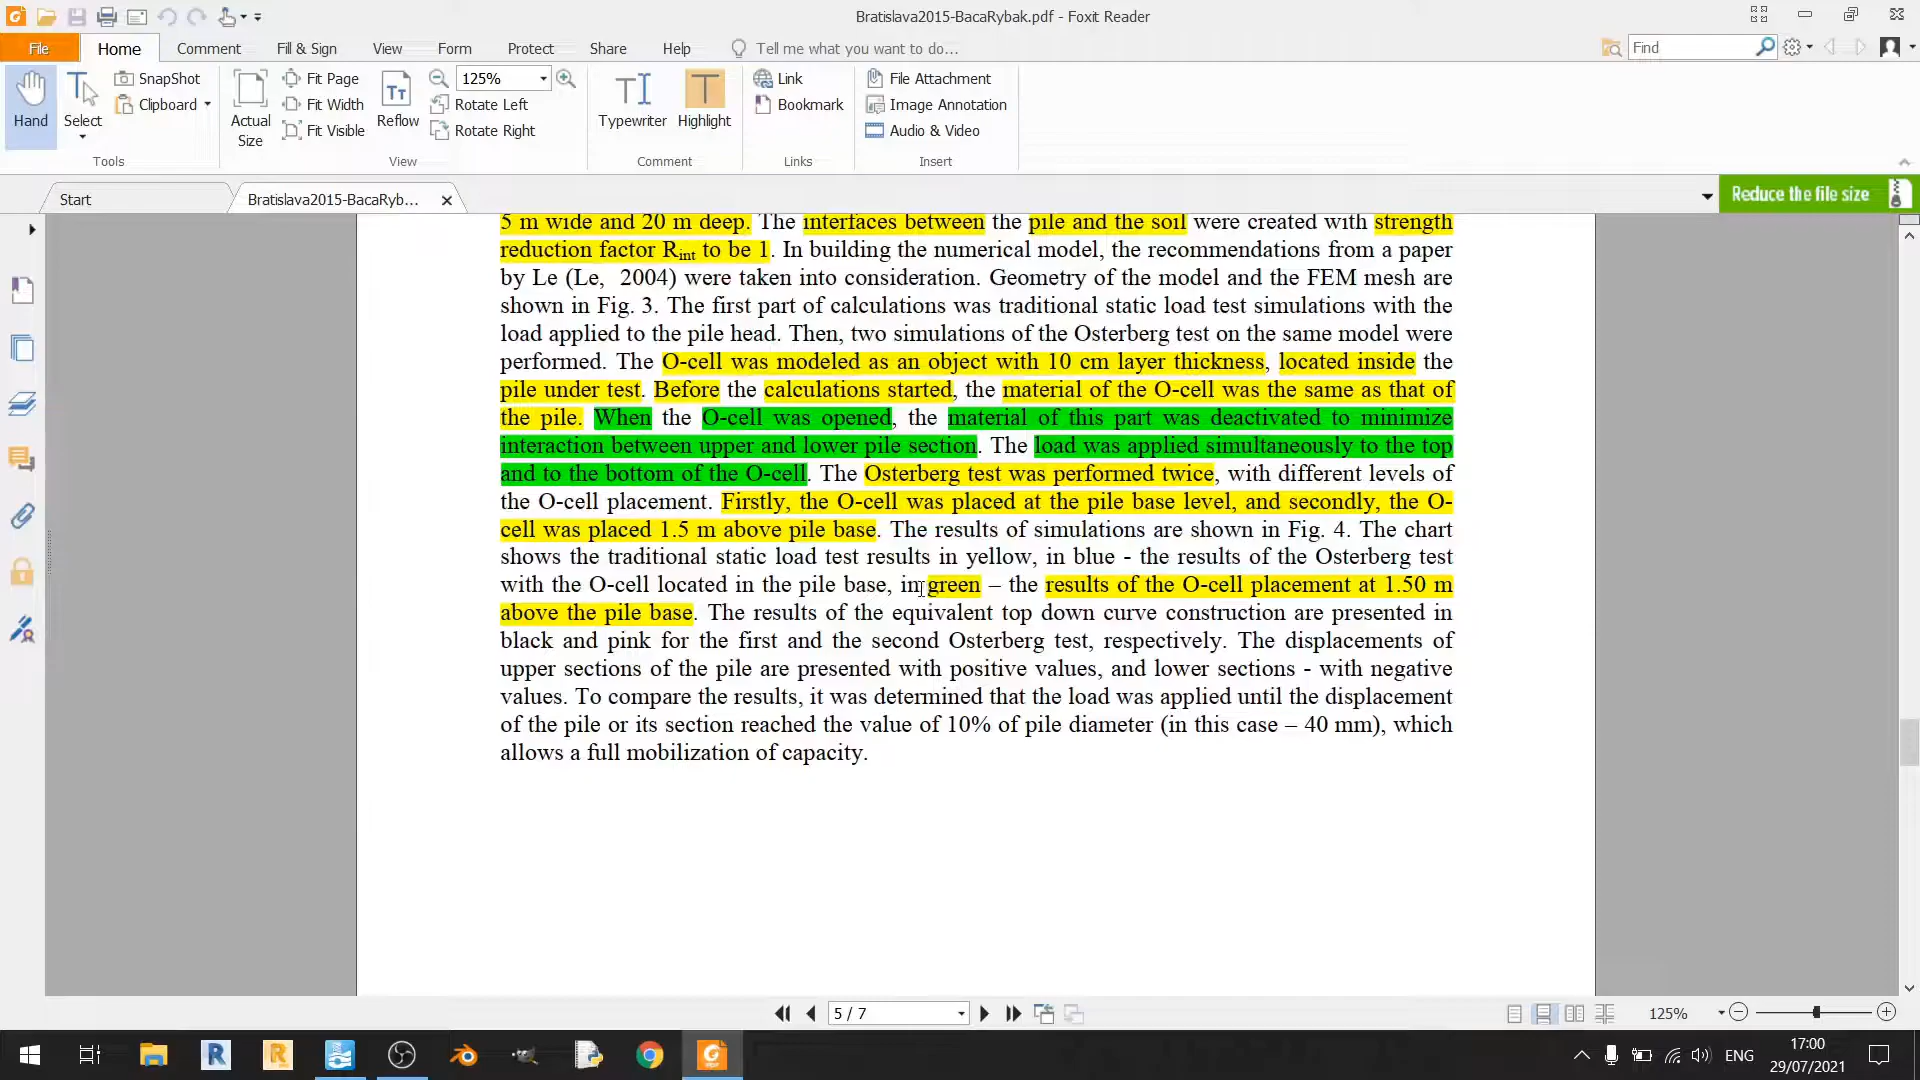 Bratislava2015-BacaRybak.pdf - Foxit Reader
File Home Comment Fill & Sign View Form Protect Share Help Tell me what you want to do... Find
Hand
Select
SnapShot
Clipboard
Tools
Actual
Size
Fit Page
Fit Width
Fit Visible
Reflow
125%
Rotate Left
Rotate Right
View
Typewriter
Highlight
Comment
Link
Bookmark
Links
File Attachment
Image Annotation
Audio & Video
Insert
Start
Bratislava2015-BacaRyb...
Reduce the file size
5 m wide and 20 m deep. The interfaces between the pile and the soil were created with strength
reduction factor Rint to be 1. In building the numerical model, the recommendations from a paper
by Le (Le, 2004) were taken into consideration. Geometry of the model and the FEM mesh are
shown in Fig. 3. The first part of calculations was traditional static load test simulations with the
load applied to the pile head. Then, two simulations of the Osterberg test on the same model were
performed. The O-cell was modeled as an object with 10 cm layer thickness, located inside the
pile under test. Before the calculations started, the material of the O-cell was the same as that of
the pile. When the O-cell was opened, the material of this part was deactivated to minimize
interaction between upper and lower pile section. The load was applied simultaneously to the top
and to the bottom of the O-cell. The Osterberg test was performed twice, with different levels of
the O-cell placement. Firstly, the O-cell was placed at the pile base level, and secondly, the O-
cell was placed 1.5 m above pile base. The results of simulations are shown in Fig. 4. The chart
shows the traditional static load test results in yellow, in blue - the results of the Osterberg test
with the O-cell located in the pile base, in green – the results of the O-cell placement at 1.50 m
above the pile base. The results of the equivalent top down curve construction are presented in
black and pink for the first and the second Osterberg test, respectively. The displacements of
upper sections of the pile are presented with positive values, and lower sections - with negative
values. To compare the results, it was determined that the load was applied until the displacement
of the pile or its section reached the value of 10% of pile diameter (in this case – 40 mm), which
allows a full mobilization of capacity.
5 / 7
125%
ENG
17:00
29/07/2021